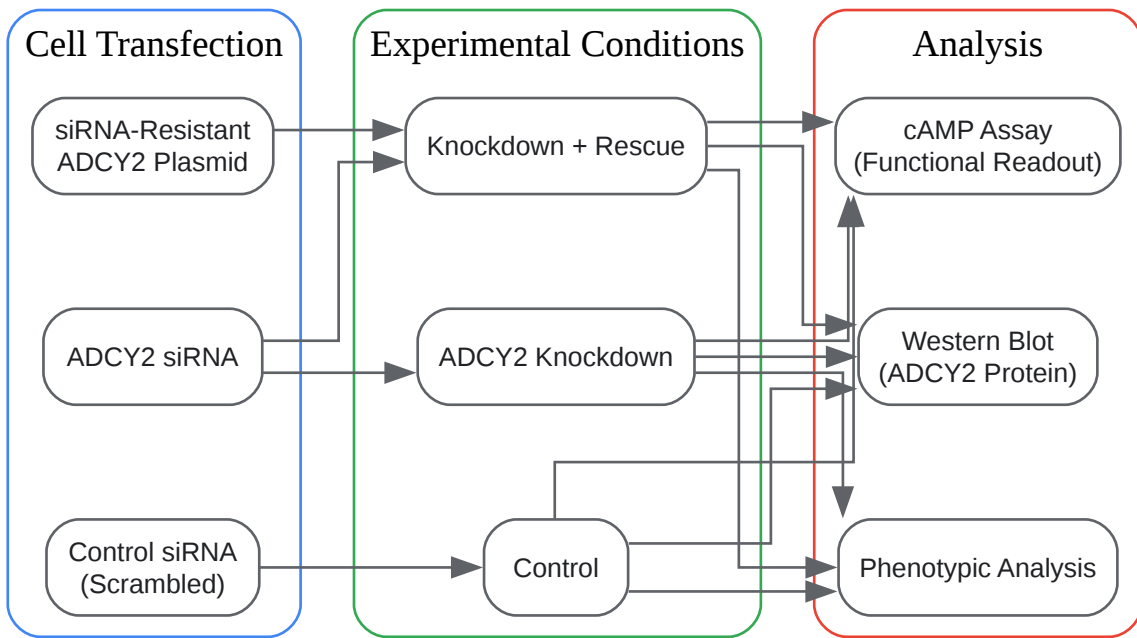 Cell Transfection
siRNA-Resistant
ADCY2 Plasmid
ADCY2 siRNA
Control siRNA
(Scrambled)
Experimental Conditions
Knockdown + Rescue
ADCY2 Knockdown
Control
Analysis
cAMP Assay
(Functional Readout)
Western Blot
(ADCY2 Protein)
Phenotypic Analysis